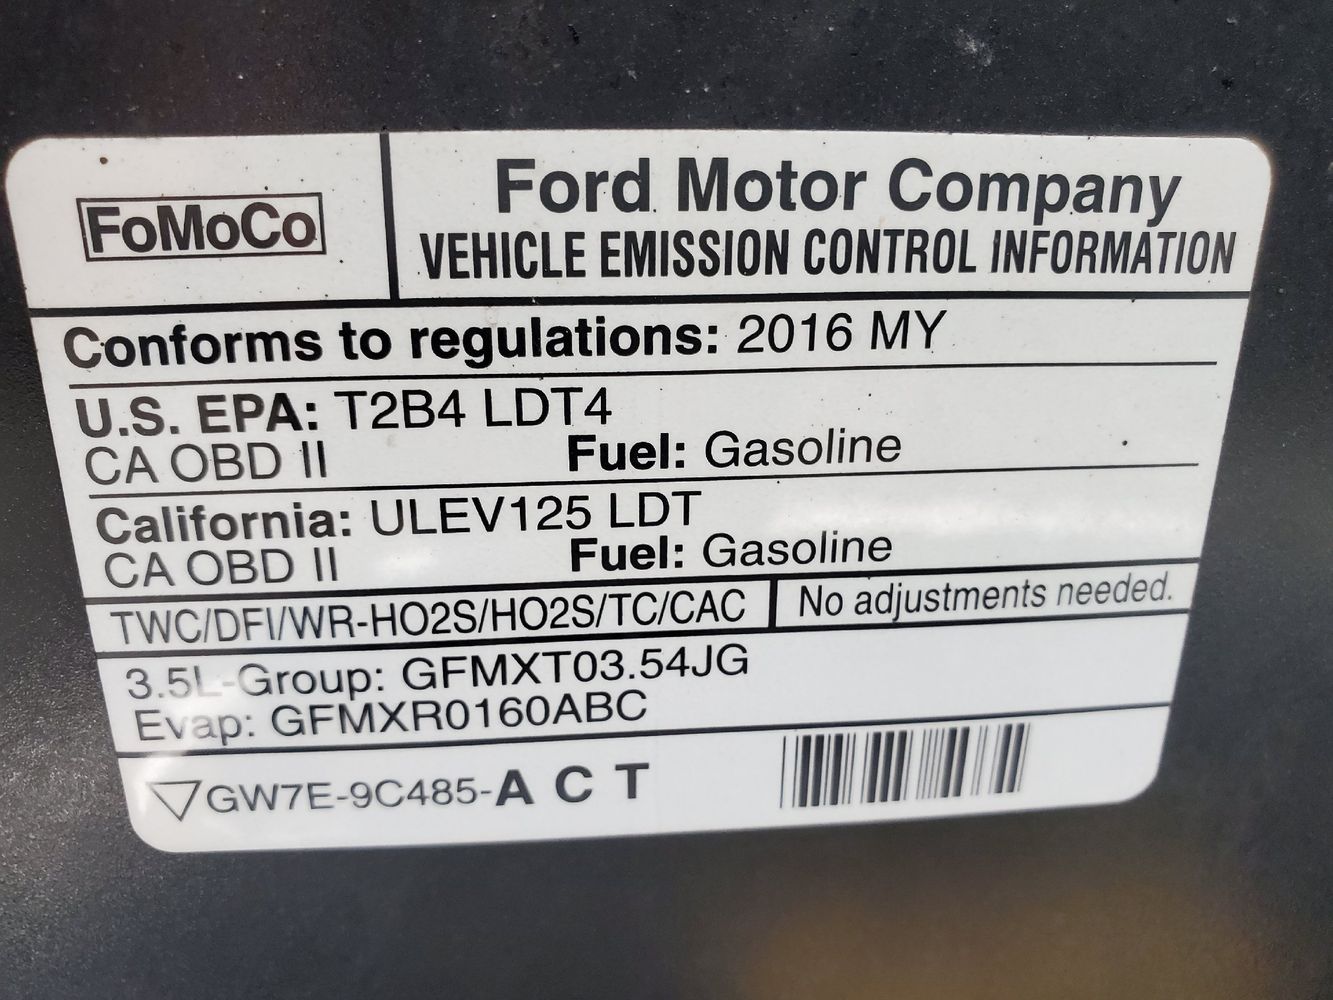 FoMoCo
Ford Motor Company
VEHICLE EMISSION CONTROL INFORMATION
Conforms to regulations: 2016 MY
U.S. EPA: T2B4 LDT4
CA OBD II Fuel: Gasoline
California: ULEV125 LDT
CA OBD II Fuel: Gasoline
TWC/DFI/WR-HO2S/HO2S/TC/CAC No adjustments needed.
3.5L-Group: GFMXT03.54JG
Evap: GFMXR0160ABC
GW7E-9C485-A C T